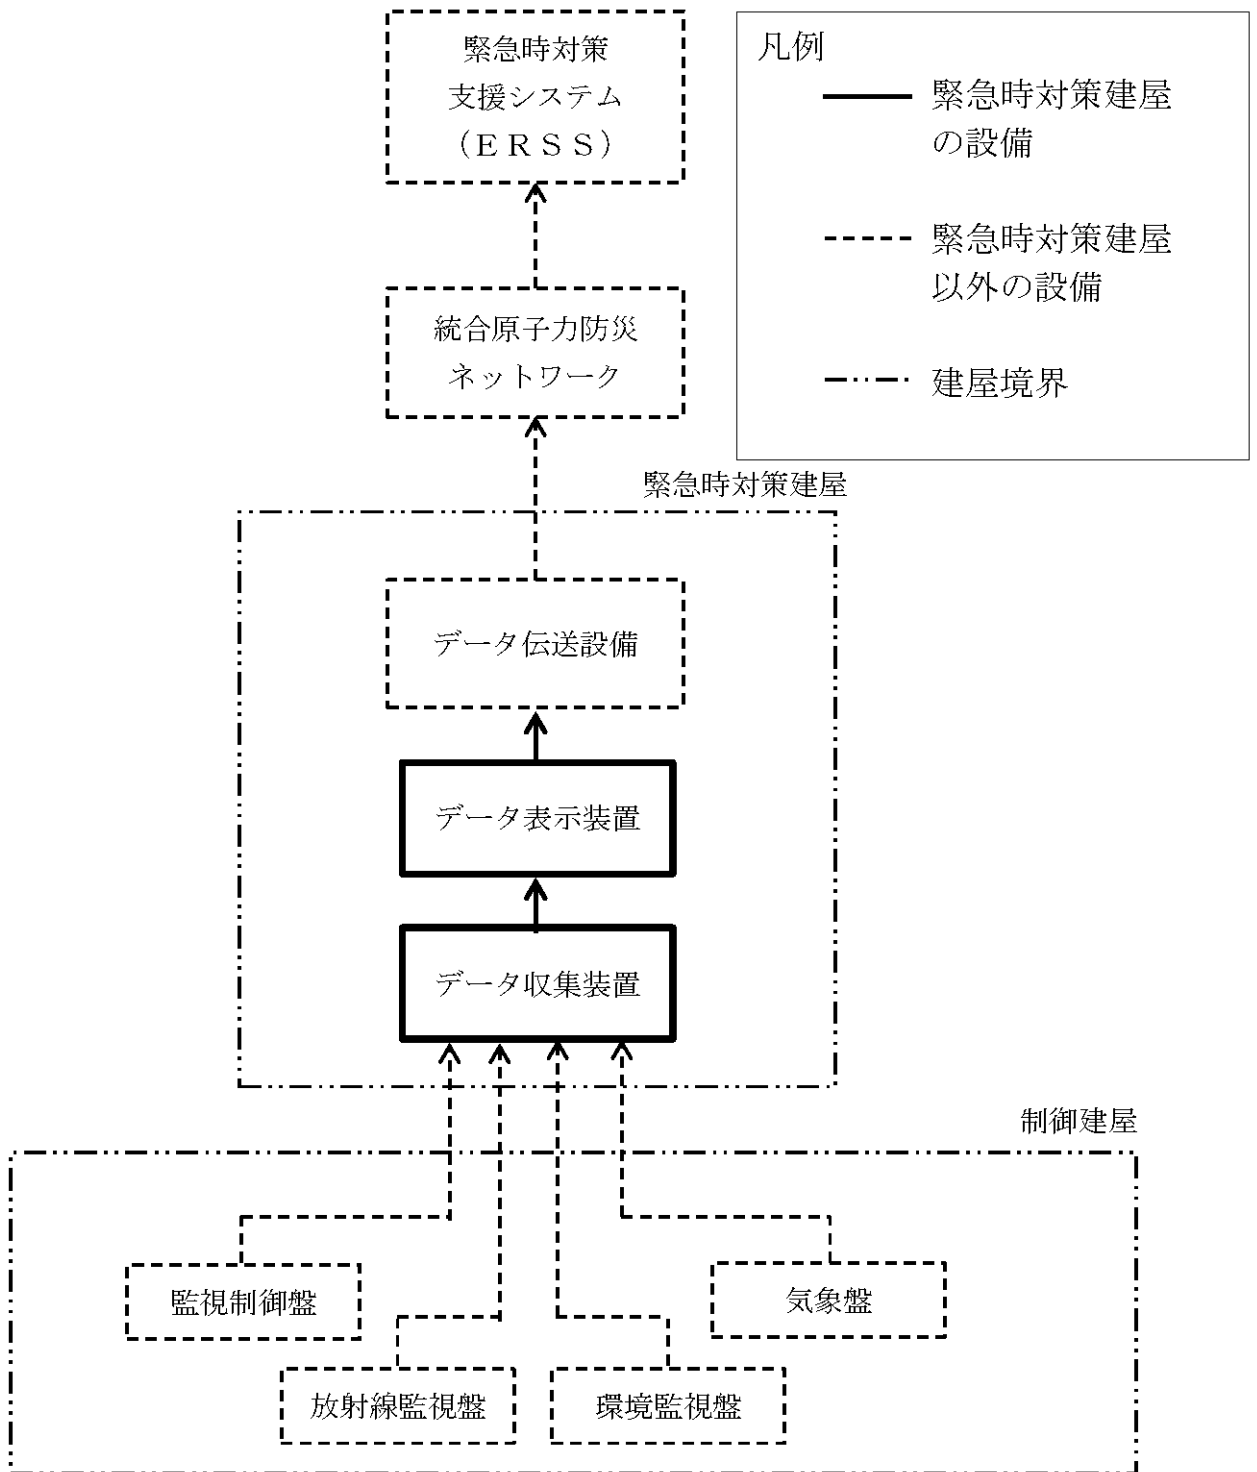 緊急時対策
支援システム
（ＥＲＳＳ）
凡例
緊急時対策建屋
の設備
緊急時対策建屋
以外の設備
建屋境界
統合原子力防災
ネットワーク
緊急時対策建屋
データ伝送設備
データ表示装置
データ収集装置
制御建屋
監視制御盤
気象盤
放射線監視盤
環境監視盤